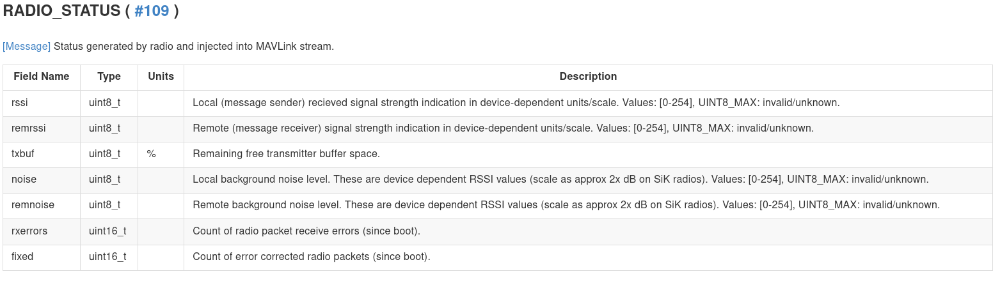 RADIO_STATUS ( #109 )
[Message] Status generated by radio and injected into MAVLink stream.
Field Name Type Units Description
rssi uint8_t Local (message sender) recieved signal strength indication in device-dependent units/scale. Values: [0-254], UINT8_MAX: invalid/unknown.
remrssi uint8_t Remote (message receiver) signal strength indication in device-dependent units/scale. Values: [0-254], UINT8_MAX: invalid/unknown.
txbuf uint8_t % Remaining free transmitter buffer space.
noise uint8_t Local background noise level. These are device dependent RSSI values (scale as approx 2x dB on SiK radios). Values: [0-254], UINT8_MAX: invalid/unknown.
remnoise uint8_t Remote background noise level. These are device dependent RSSI values (scale as approx 2x dB on SiK radios). Values: [0-254], UINT8_MAX: invalid/unknown.
rxerrors uint16_t Count of radio packet receive errors (since boot).
fixed uint16_t Count of error corrected radio packets (since boot).